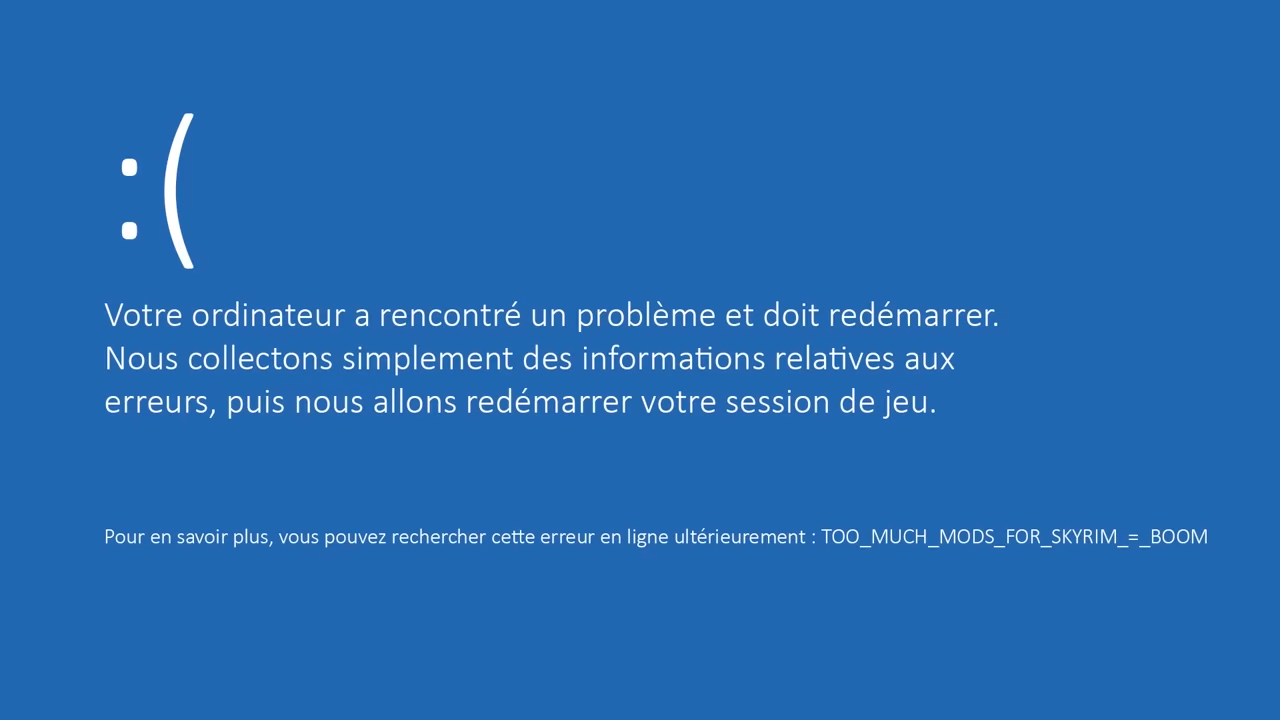 :(
Votre ordinateur a rencontré un problème et doit redémarrer.
Nous collectons simplement des informations relatives aux
erreurs, puis nous allons redémarrer votre session de jeu.
Pour en savoir plus, vous pouvez rechercher cette erreur en ligne ultérieurement : TOO_MUCH_MODS_FOR_SKYRIM_=_BOOM